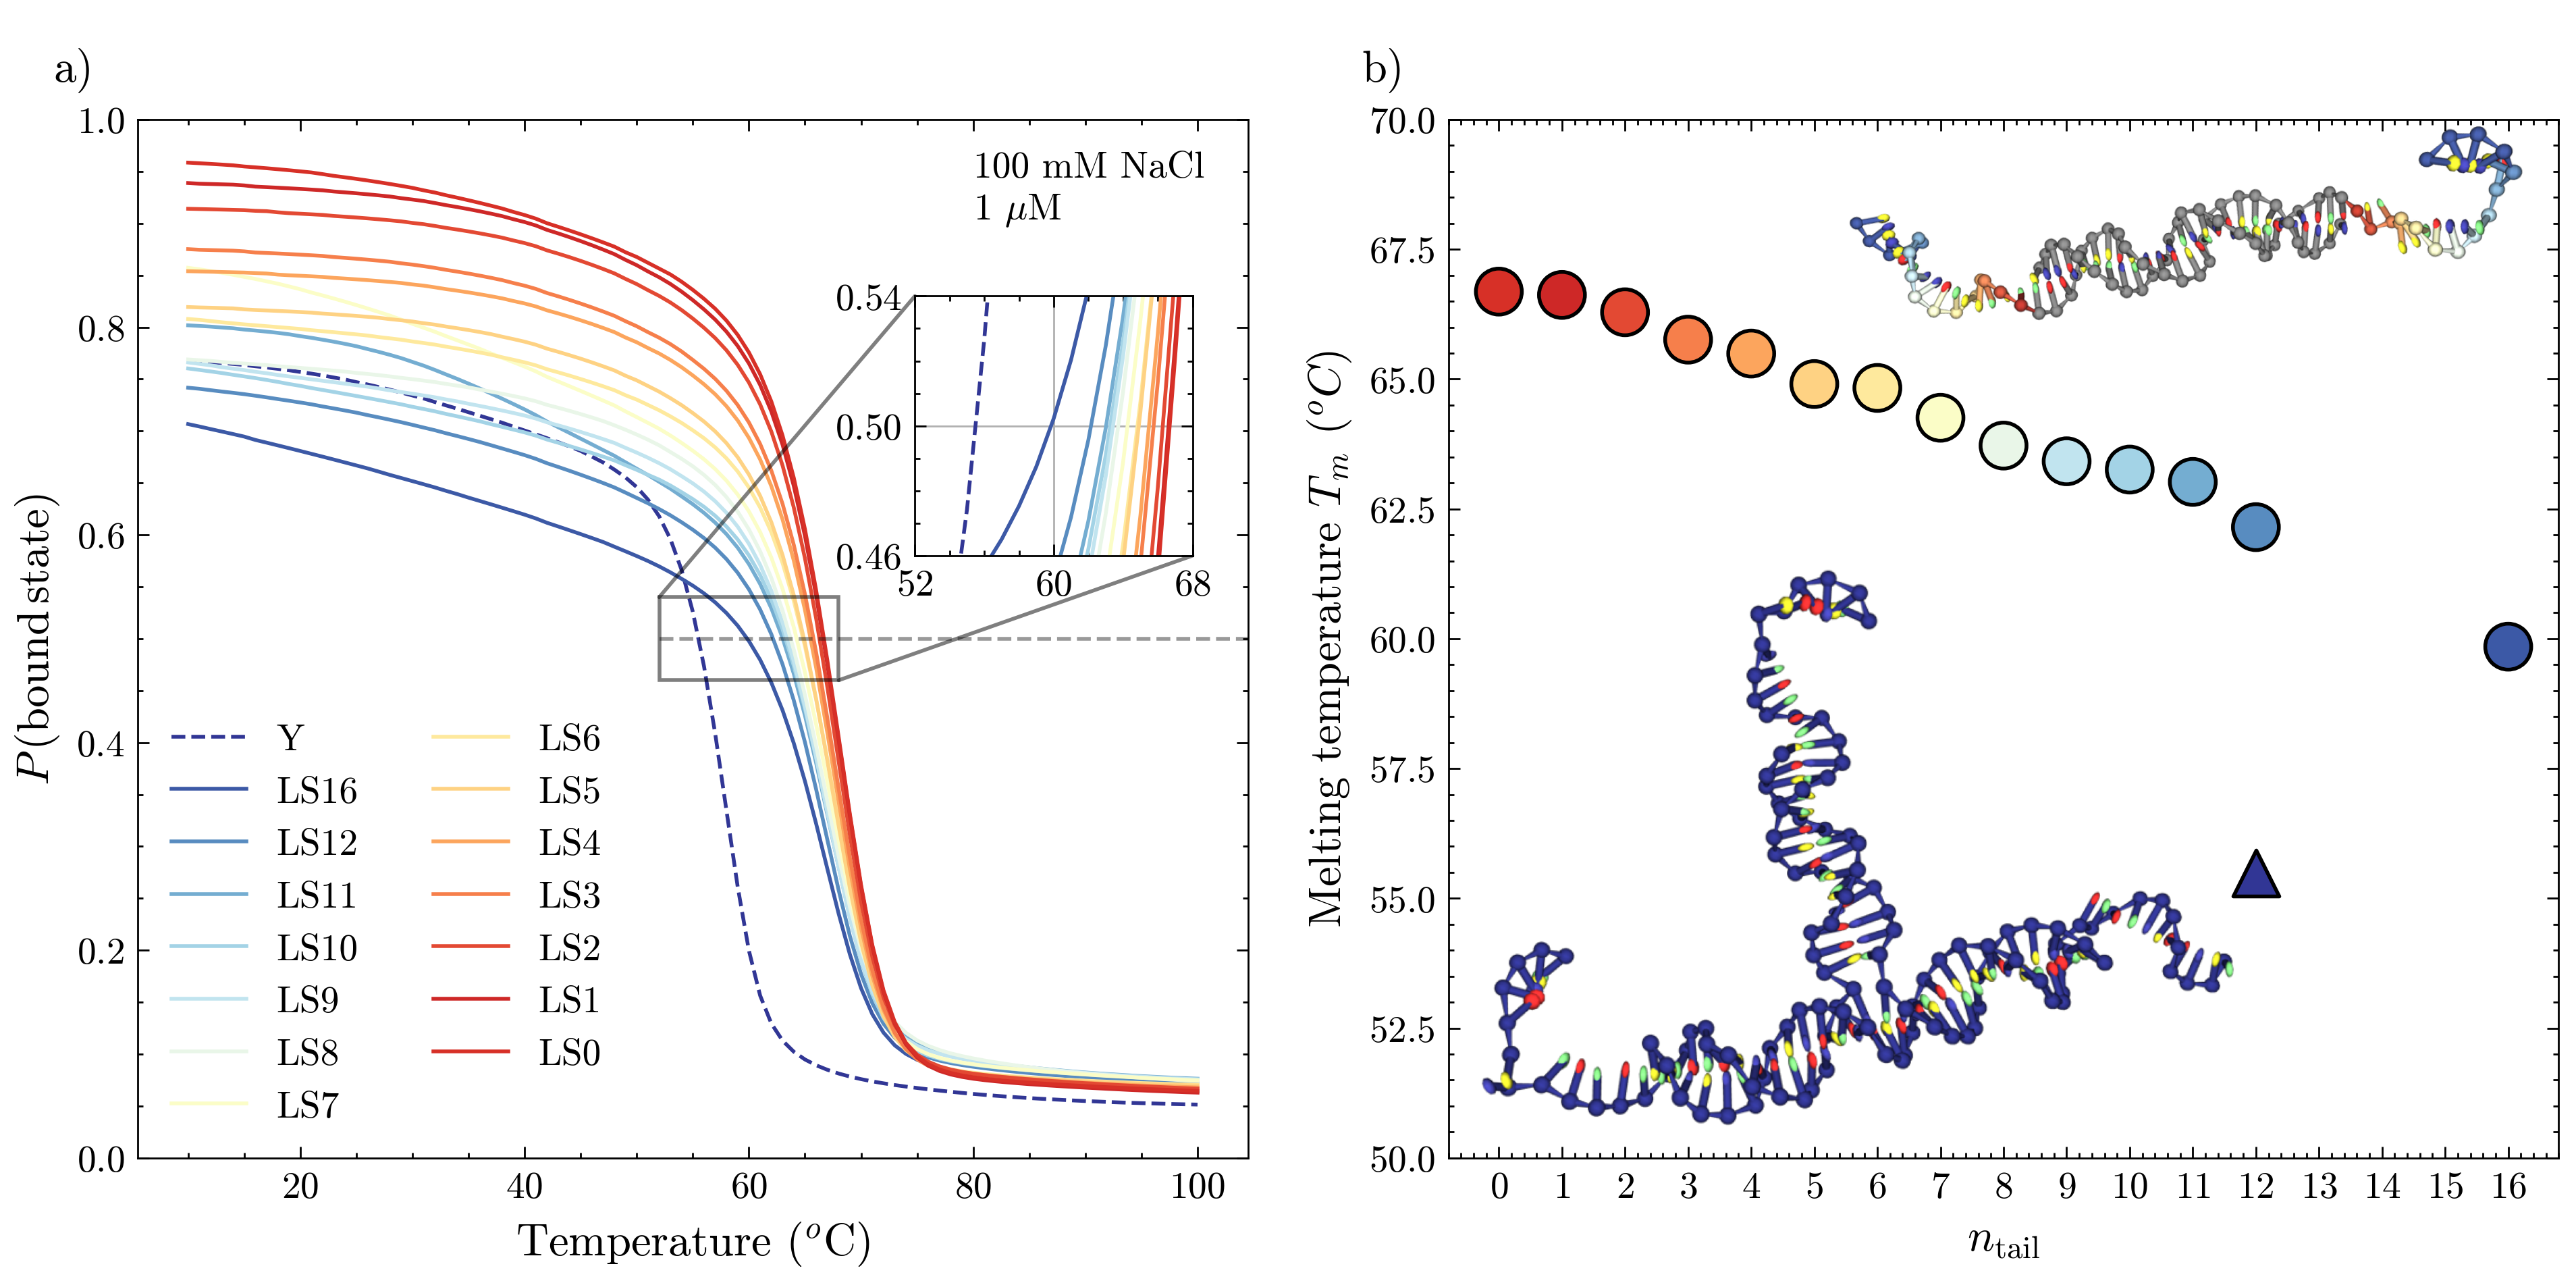 a)
1.0
0.8
0.6
0.4
0.2
0.0
P(bound state)
20
40
60
80
100
Temperature (°C)
100 mM NaCl
1 μM
0.54
0.50
0.46
52
60
68
Y
LS16
LS12
LS11
LS10
LS9
LS8
LS7
LS6
LS5
LS4
LS3
LS2
LS1
LS0
b)
70.0
67.5
65.0
62.5
60.0
57.5
55.0
52.5
50.0
Melting temperature Tm (°C)
0 1 2 3 4 5 6 7 8 9 10 11 12 13 14 15 16
ntail